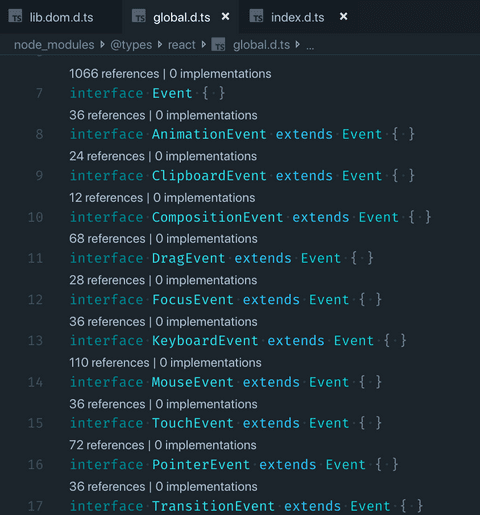 TS lib.dom.d.ts TS global.d.ts × TS index.d.ts ×
node_modules ▸ @types ▸ react ▸ TS global.d.ts ▸ ...
1066 references | 0 implementations
7 interface Event { }
36 references | 0 implementations
8 interface AnimationEvent extends Event { }
24 references | 0 implementations
9 interface ClipboardEvent extends Event { }
12 references | 0 implementations
10 interface CompositionEvent extends Event { }
68 references | 0 implementations
11 interface DragEvent extends Event { }
28 references | 0 implementations
12 interface FocusEvent extends Event { }
36 references | 0 implementations
13 interface KeyboardEvent extends Event { }
110 references | 0 implementations
14 interface MouseEvent extends Event { }
36 references | 0 implementations
15 interface TouchEvent extends Event { }
72 references | 0 implementations
16 interface PointerEvent extends Event { }
36 references | 0 implementations
17 interface TransitionEvent extends Event { }